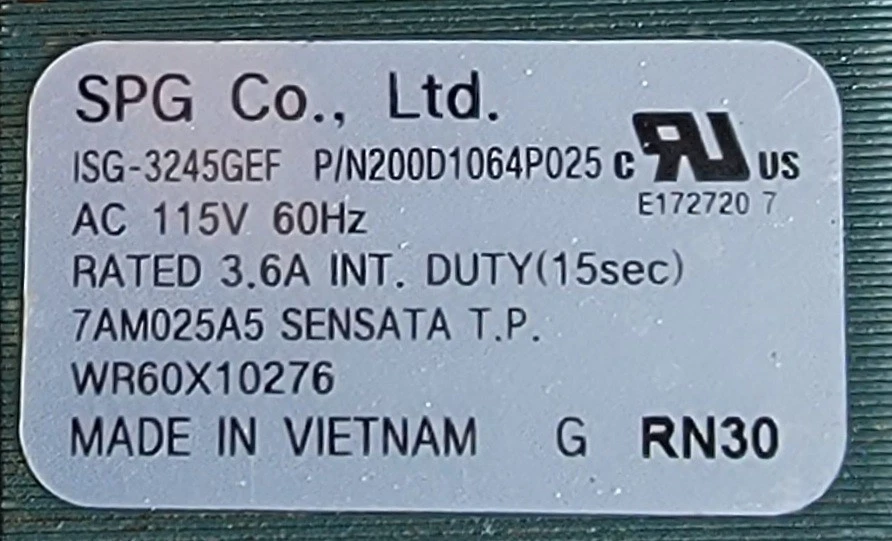 SPG Co., Ltd.
ISG-3245GEF P/N200D1064P025 c RU US
E172720 7
AC 115V 60Hz
RATED 3.6A INT. DUTY(15sec)
7AM025A5 SENSATA T.P.
WR60X10276
MADE IN VIETNAM G RN30